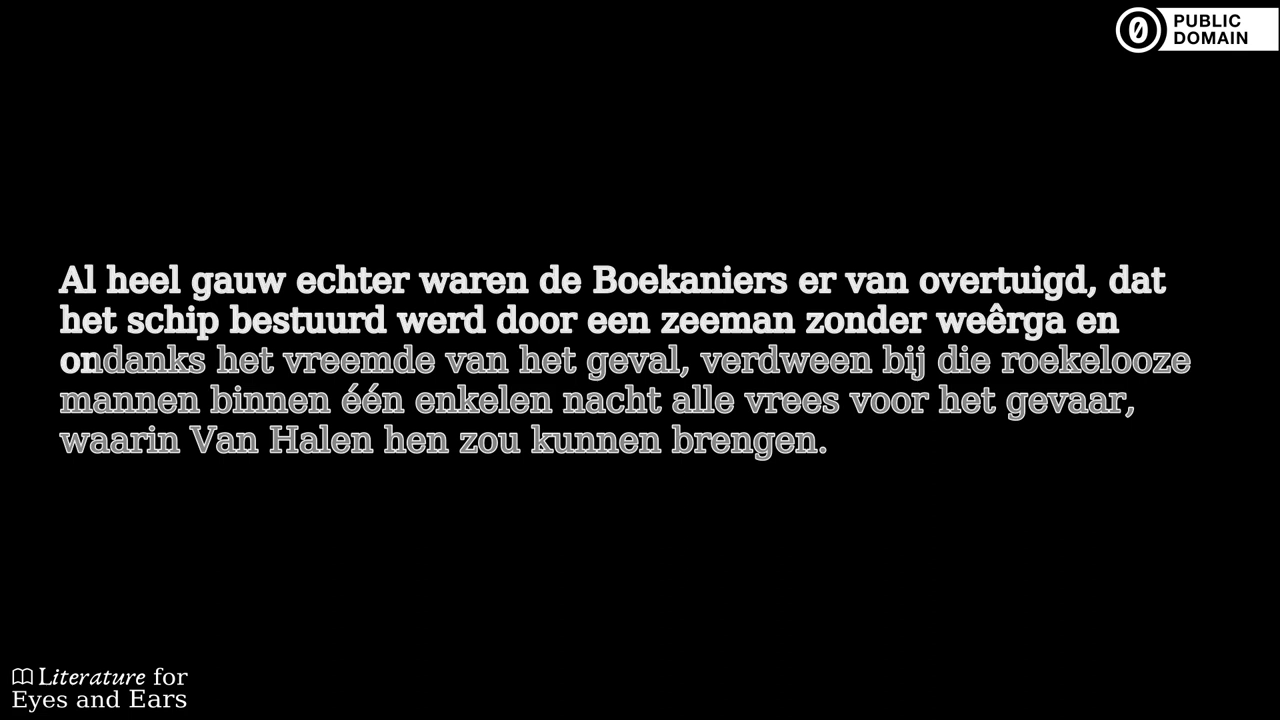 PUBLIC
DOMAIN
Al heel gauw echter waren de Boekaniers er van overtuigd, dat
het schip bestuurd werd door een zeeman zonder weêrga en
ondanks het vreemde van het geval, verdween bij die roekelooze
mannen binnen één enkelen nacht alle vrees voor het gevaar,
waarin Van Halen hen zou kunnen brengen.
Literature for
Eyes and Ears